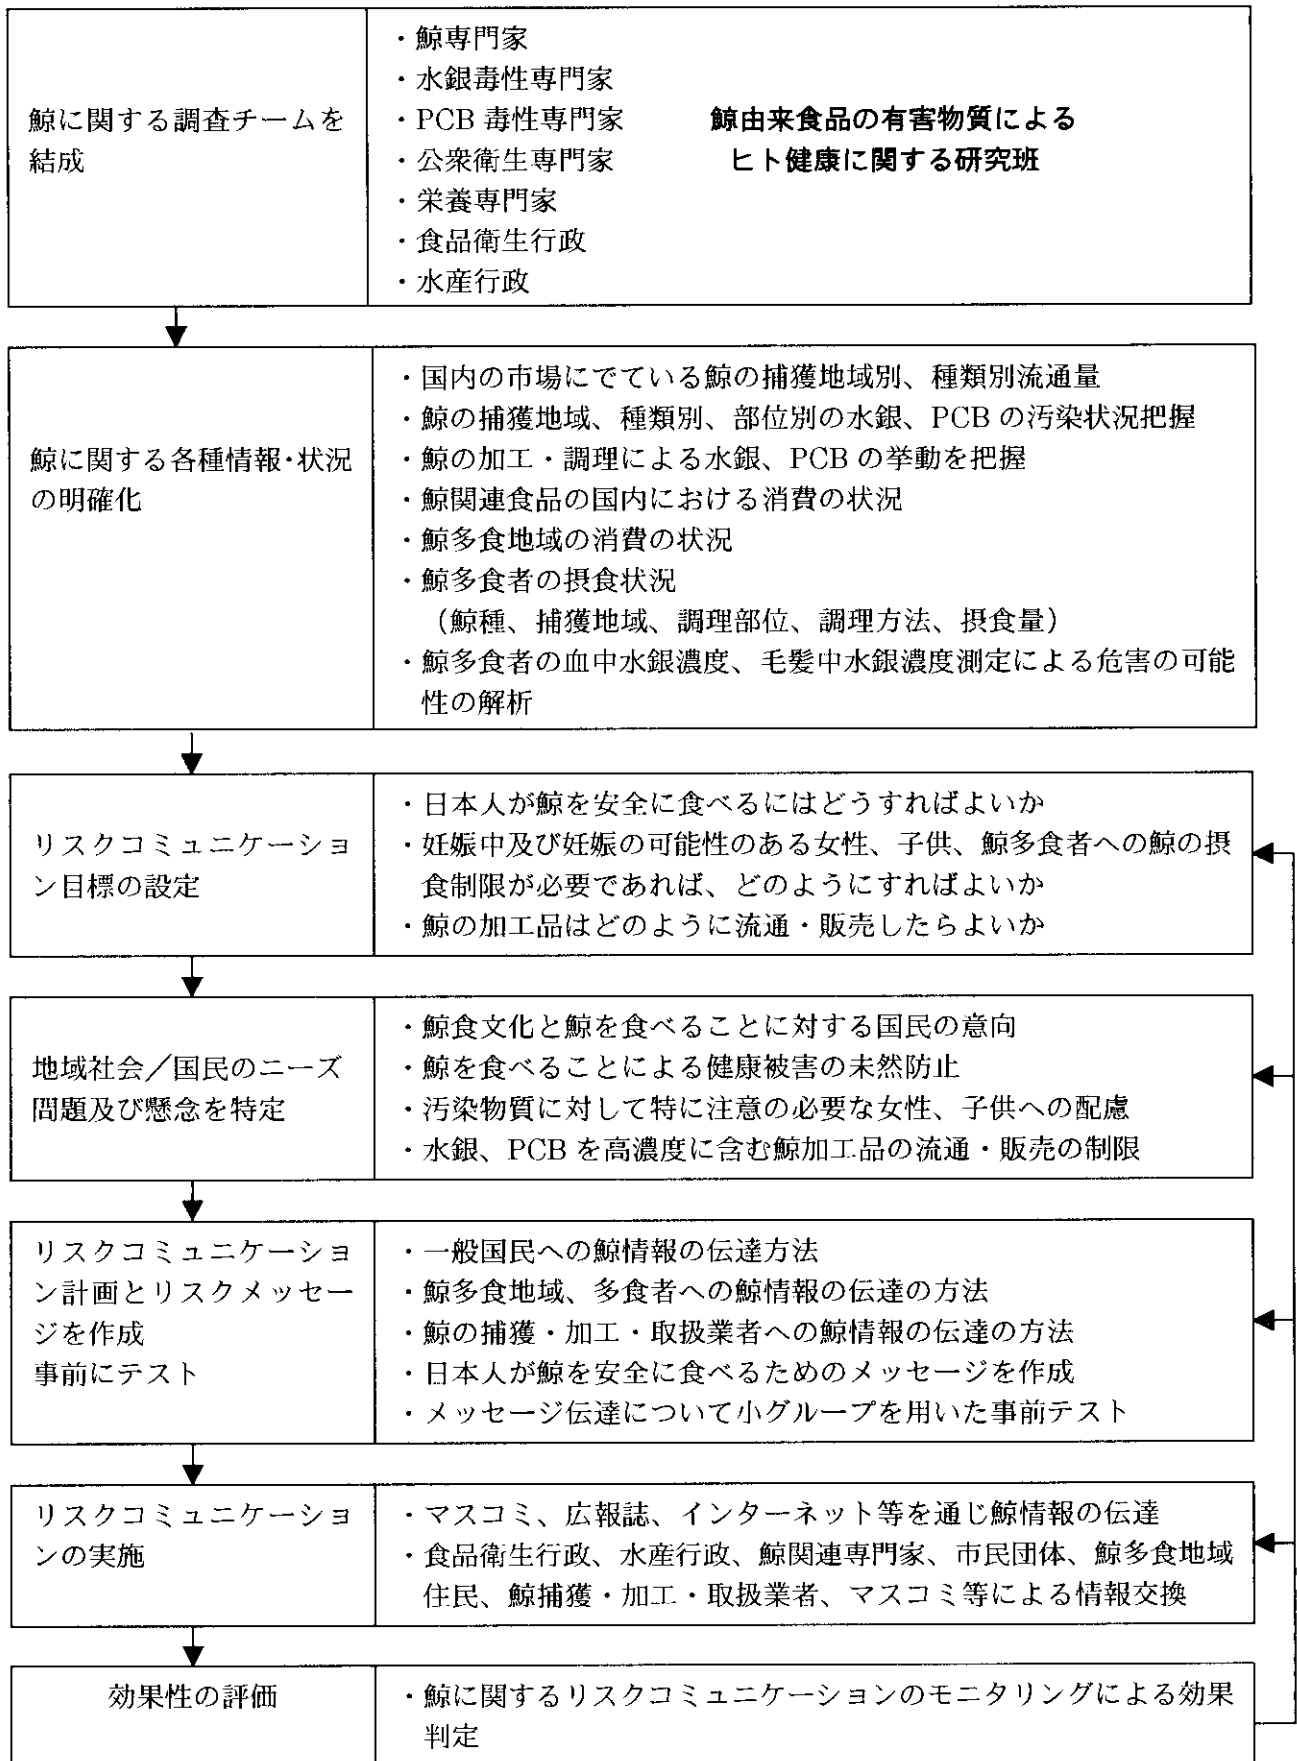 鯨に関する調査チームを
結成
・鯨専門家
・水銀毒性専門家
・PCB 毒性専門家
・公衆衛生専門家
・栄養専門家
・食品衛生行政
・水産行政
鯨由来食品の有害物質による
ヒト健康に関する研究班
鯨に関する各種情報・状況
の明確化
・国内の市場にでている鯨の捕獲地域別、種類別流通量
・鯨の捕獲地域、種類別、部位別の水銀、PCB の汚染状況把握
・鯨の加工・調理による水銀、PCB の挙動を把握
・鯨関連食品の国内における消費の状況
・鯨多食地域の消費の状況
・鯨多食者の摂食状況
（鯨種、捕獲地域、調理部位、調理方法、摂食量）
・鯨多食者の血中水銀濃度、毛髪中水銀濃度測定による危害の可能
性の解析
リスクコミュニケーショ
ン目標の設定
・日本人が鯨を安全に食べるにはどうすればよいか
・妊娠中及び妊娠の可能性のある女性、子供、鯨多食者への鯨の摂
食制限が必要であれば、どのようにすればよいか
・鯨の加工品はどのように流通・販売したらよいか
地域社会／国民のニーズ
問題及び懸念を特定
・鯨食文化と鯨を食べることに対する国民の意向
・鯨を食べることによる健康被害の未然防止
・汚染物質に対して特に注意の必要な女性、子供への配慮
・水銀、PCB を高濃度に含む鯨加工品の流通・販売の制限
リスクコミュニケーショ
ン計画とリスクメッセー
ジを作成
事前にテスト
・一般国民への鯨情報の伝達方法
・鯨多食地域、多食者への鯨情報の伝達の方法
・鯨の捕獲・加工・取扱業者への鯨情報の伝達の方法
・日本人が鯨を安全に食べるためのメッセージを作成
・メッセージ伝達について小グループを用いた事前テスト
リスクコミュニケーショ
ンの実施
・マスコミ、広報誌、インターネット等を通じ鯨情報の伝達
・食品衛生行政、水産行政、鯨関連専門家、市民団体、鯨多食地域
住民、鯨捕獲・加工・取扱業者、マスコミ等による情報交換
効果性の評価
・鯨に関するリスクコミュニケーションのモニタリングによる効果
判定